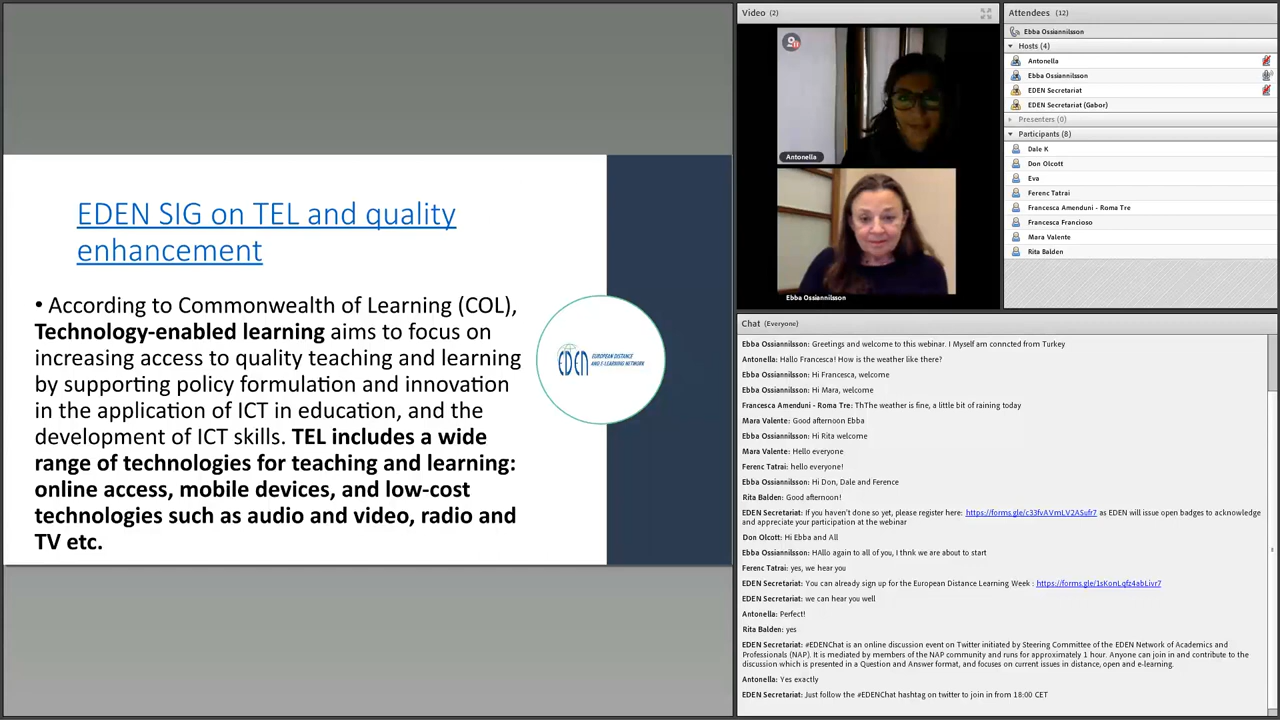 EDEN SIG on TEL and quality
enhancement
• According to Commonwealth of Learning (COL),
Technology-enabled learning aims to focus on
increasing access to quality teaching and learning
by supporting policy formulation and innovation
in the application of ICT in education, and the
development of ICT skills. TEL includes a wide
range of technologies for teaching and learning:
online access, mobile devices, and low-cost
technologies such as audio and video, radio and
TV etc.
EDEN EUROPEAN DISTANCE
AND E-LEARNING NETWORK
Video (2)
Antonella
Ebba Ossiannilsson
Attendees (12)
Ebba Ossiannilsson
Hosts (4)
Antonella
Ebba Ossiannilsson
EDEN Secretariat
EDEN Secretariat (Gabor)
Presenters (0)
Participants (8)
Dale K
Don Olcott
Eva
Ferenc Tatrai
Francesca Amenduni - Roma Tre
Francesca Francioso
Mara Valente
Rita Balden
Chat (Everyone)
Ebba Ossiannilsson: Greetings and welcome to this webinar. I Myself am conncted from Turkey
Antonella: Hallo Francesca! How is the weather like there?
Ebba Ossiannilsson: Hi Francesca, welcome
Ebba Ossiannilsson: Hi Mara, welcome
Francesca Amenduni - Roma Tre: ThThe weather is fine, a little bit of raining today
Mara Valente: Good afternoon Ebba
Ebba Ossiannilsson: Hi Rita welcome
Mara Valente: Hello everyone
Ferenc Tatrai: hello everyone!
Ebba Ossiannilsson: Hi Don, Dale and Ference
Rita Balden: Good afternoon!
EDEN Secretariat: If you haven't done so yet, please register here: https://forms.gle/c33fvAVmLV2ASufr7 as EDEN will issue open badges to acknowledge
and appreciate your participation at the webinar
Don Olcott: Hi Ebba and All
Ebba Ossiannilsson: HAllo again to all of you, I thnk we are about to start
Ferenc Tatrai: yes, we hear you
EDEN Secretariat: You can already sign up for the European Distance Learning Week : https://forms.gle/1sKonLqfz4abLivr7
EDEN Secretariat: we can hear you well
Antonella: Perfect!
Rita Balden: yes
EDEN Secretariat: #EDENChat is an online discussion event on Twitter initiated by Steering Committee of the EDEN Network of Academics and
Professionals (NAP). It is mediated by members of the NAP community and runs for approximately 1 hour. Anyone can join in and contribute to the
discussion which is presented in a Question and Answer format, and focuses on current issues in distance, open and e-learning.
Antonella: Yes exactly
EDEN Secretariat: Just follow the #EDENChat hashtag on twitter to join in from 18:00 CET